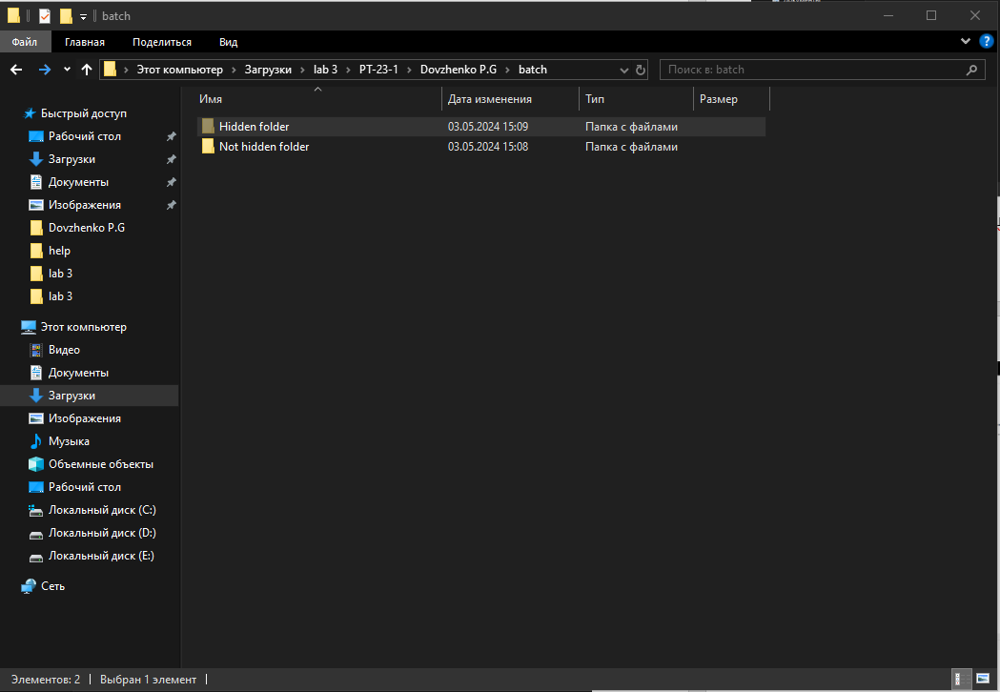 batch
Файл Главная Поделиться Вид
Этот компьютер Загрузки lab 3 PT-23-1 Dovzhenko P.G batch
Поиск в: batch
Имя Дата изменения Тип Размер
Hidden folder 03.05.2024 15:09 Папка с файлами
Not hidden folder 03.05.2024 15:08 Папка с файлами
Быстрый доступ
Рабочий стол
Загрузки
Документы
Изображения
Dovzhenko P.G
help
lab 3
lab 3
Этот компьютер
Видео
Документы
Загрузки
Изображения
Музыка
Объемные объекты
Рабочий стол
Локальный диск (C:)
Локальный диск (D:)
Локальный диск (E:)
Сеть
Элементов: 2 Выбран 1 элемент